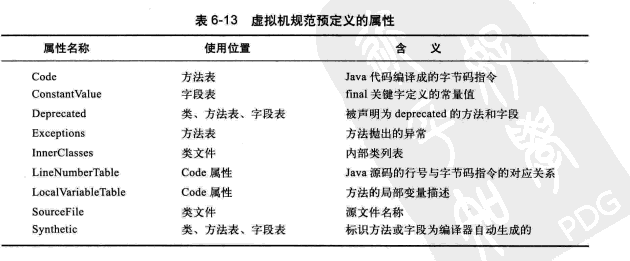 表 6-13 虚拟机规范预定义的属性
属性名称 使用位置 含 义
Code 方法表 Java 代码编译成的字节码指令
ConstantValue 字段表 final 关键字定义的常量值
Deprecated 类、方法表、字段表 被声明为 deprecated 的方法和字段
Exceptions 方法表 方法抛出的异常
InnerClasses 类文件 内部类列表
LineNumberTable Code 属性 Java 源码的行号与字节码指令的对应关系
LocalVariableTable Code 属性 方法的局部变量描述
SourceFile 类文件 源文件名称
Synthetic 类、方法表、字段表 标识方法或字段为编译器自动生成的
PDG